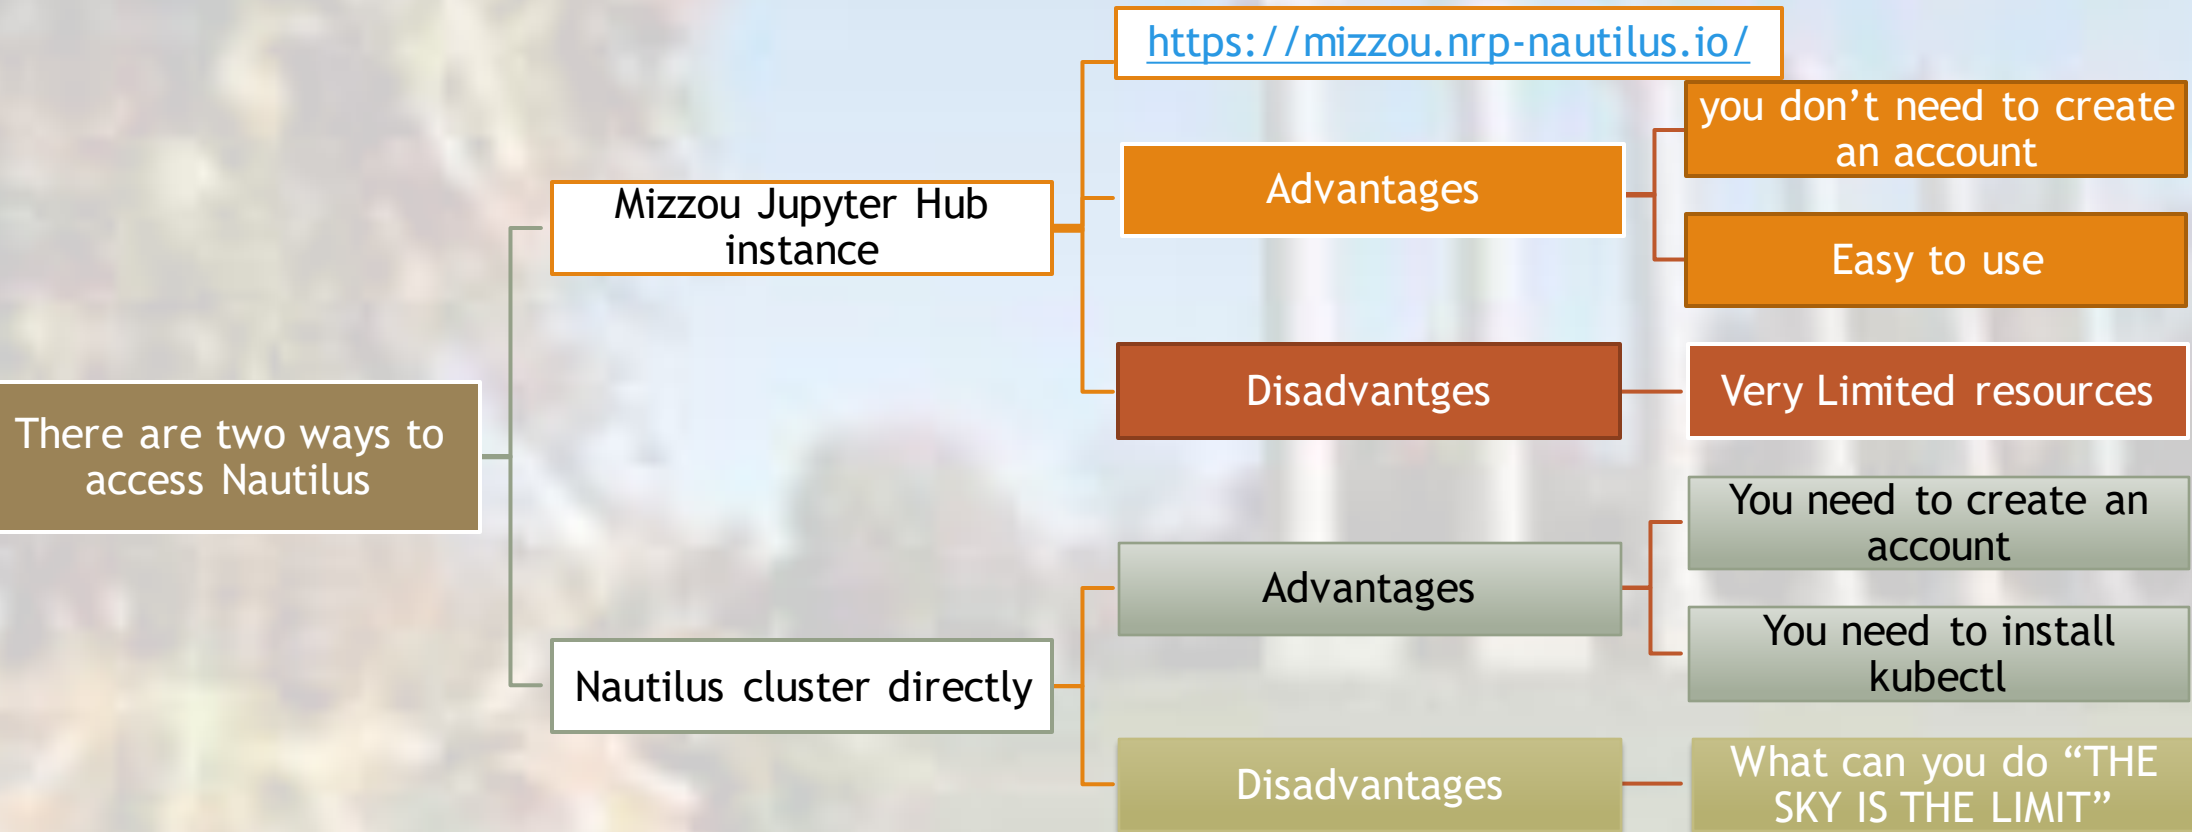 There are two ways to
access Nautilus
Mizzou Jupyter Hub
instance
https://mizzou.nrp-nautilus.io/
Advantages
you don’t need to create
an account
Easy to use
Disadvantges
Very Limited resources
Nautilus cluster directly
Advantages
You need to create an
account
You need to install
kubectl
Disadvantages
What can you do “THE
SKY IS THE LIMIT”